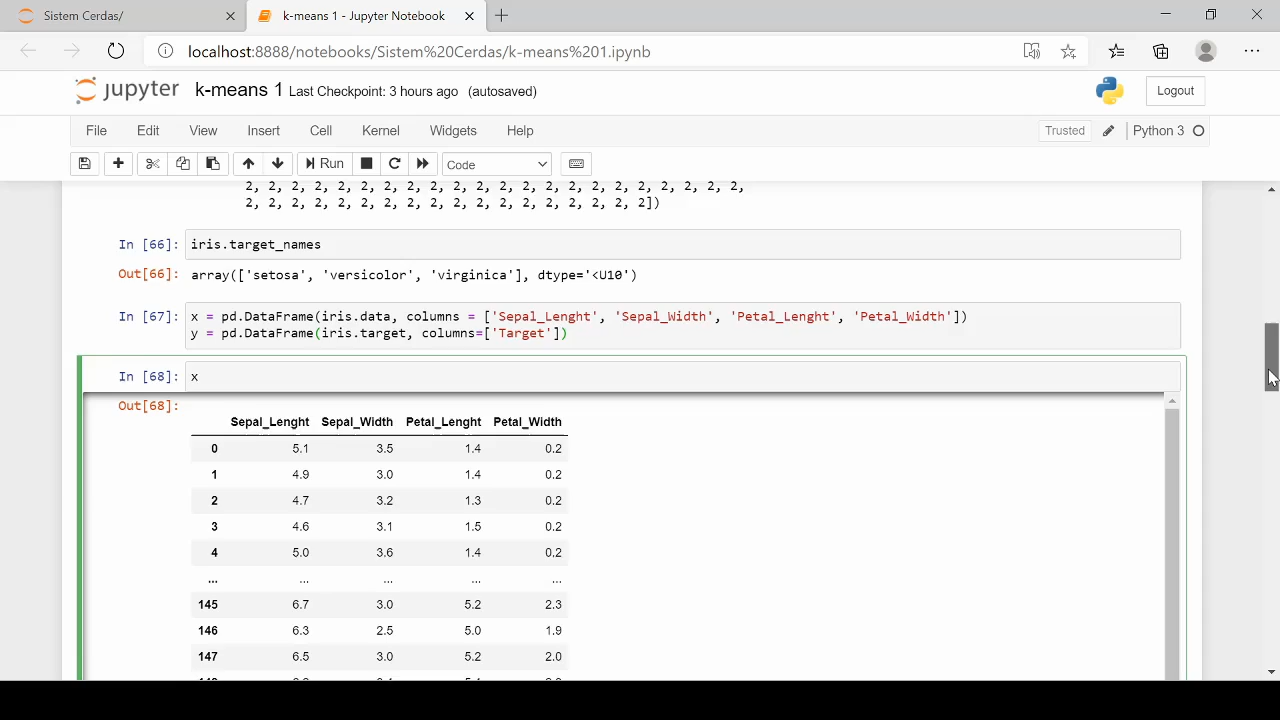 Sistem Cerdas/
k-means 1 - Jupyter Notebook
localhost:8888/notebooks/Sistem%20Cerdas/k-means%201.ipynb
jupyter k-means 1 Last Checkpoint: 3 hours ago (autosaved)
Logout
File Edit View Insert Cell Kernel Widgets Help
Trusted
Python 3
Run
Code
2, 2, 2, 2, 2, 2, 2, 2, 2, 2, 2, 2, 2, 2, 2, 2, 2, 2, 2, 2, 2, 2,
2, 2, 2, 2, 2, 2, 2, 2, 2, 2, 2, 2, 2, 2, 2, 2, 2, 2])
In [66]: iris.target_names
Out[66]: array(['setosa', 'versicolor', 'virginica'], dtype='<U10')
In [67]: x = pd.DataFrame(iris.data, columns = ['Sepal_Lenght', 'Sepal_Width', 'Petal_Lenght', 'Petal_Width'])
y = pd.DataFrame(iris.target, columns=['Target'])
In [68]: x
Out[68]:
Sepal_Lenght Sepal_Width Petal_Lenght Petal_Width
0 5.1 3.5 1.4 0.2
1 4.9 3.0 1.4 0.2
2 4.7 3.2 1.3 0.2
3 4.6 3.1 1.5 0.2
4 5.0 3.6 1.4 0.2
... ... ... ... ...
145 6.7 3.0 5.2 2.3
146 6.3 2.5 5.0 1.9
147 6.5 3.0 5.2 2.0